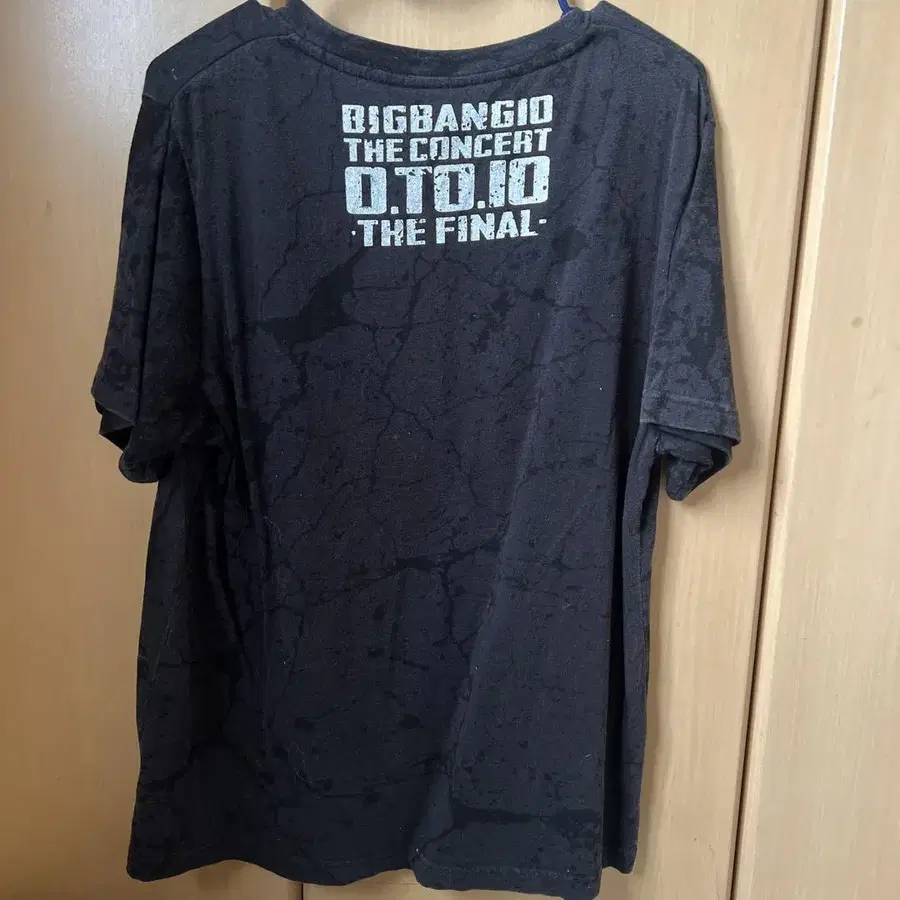 BIGBANG10
THE CONCERT
0.TO.10
·THE FINAL·